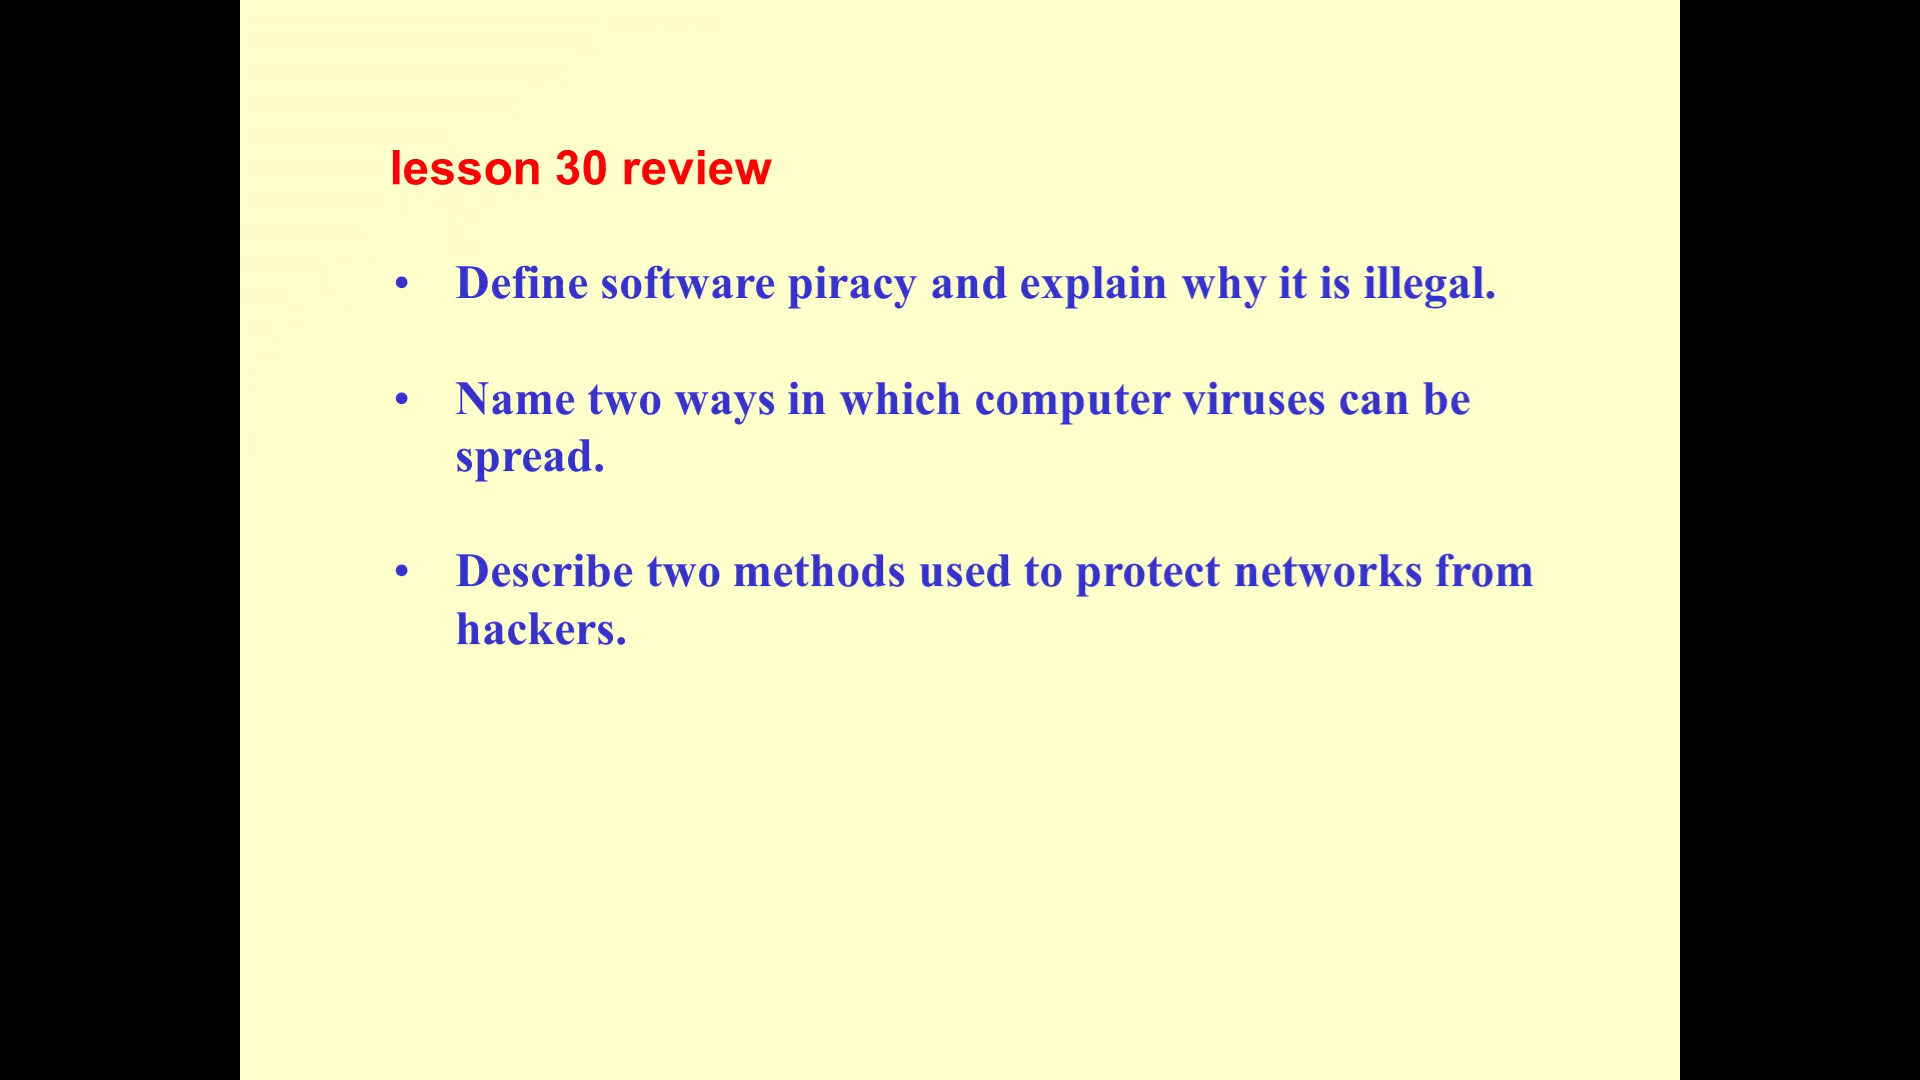 lesson 30 review
• Define software piracy and explain why it is illegal.
• Name two ways in which computer viruses can be
spread.
• Describe two methods used to protect networks from
hackers.